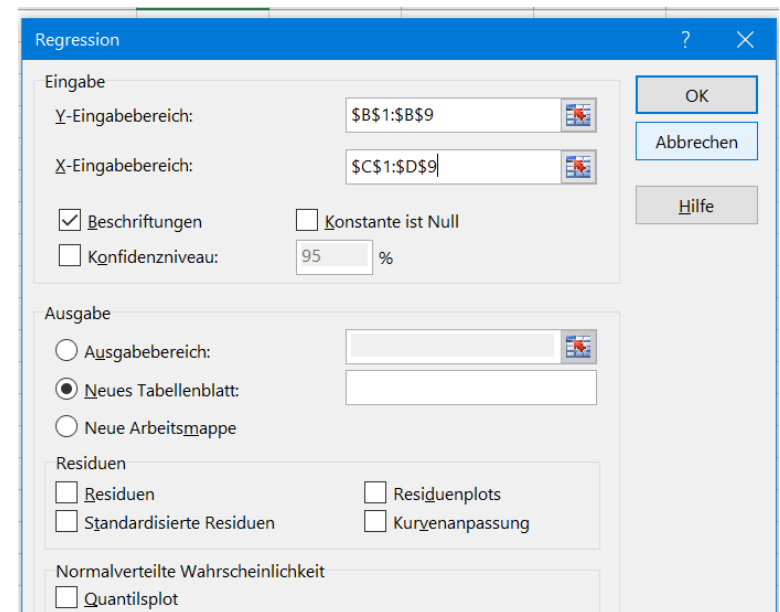 Regression
Eingabe
Y-Eingabebereich: $B$1:$B$9
X-Eingabebereich: $C$1:$D$9
Beschriftungen Konstante ist Null
Konfidenzniveau: 95 %
OK
Abbrechen
Hilfe
Ausgabe
Ausgabebereich:
Neues Tabellenblatt:
Neue Arbeitsmappe
Residuen
Residuen Residuenplots
Standardisierte Residuen Kurvenanpassung
Normalverteilte Wahrscheinlichkeit
Quantilsplot